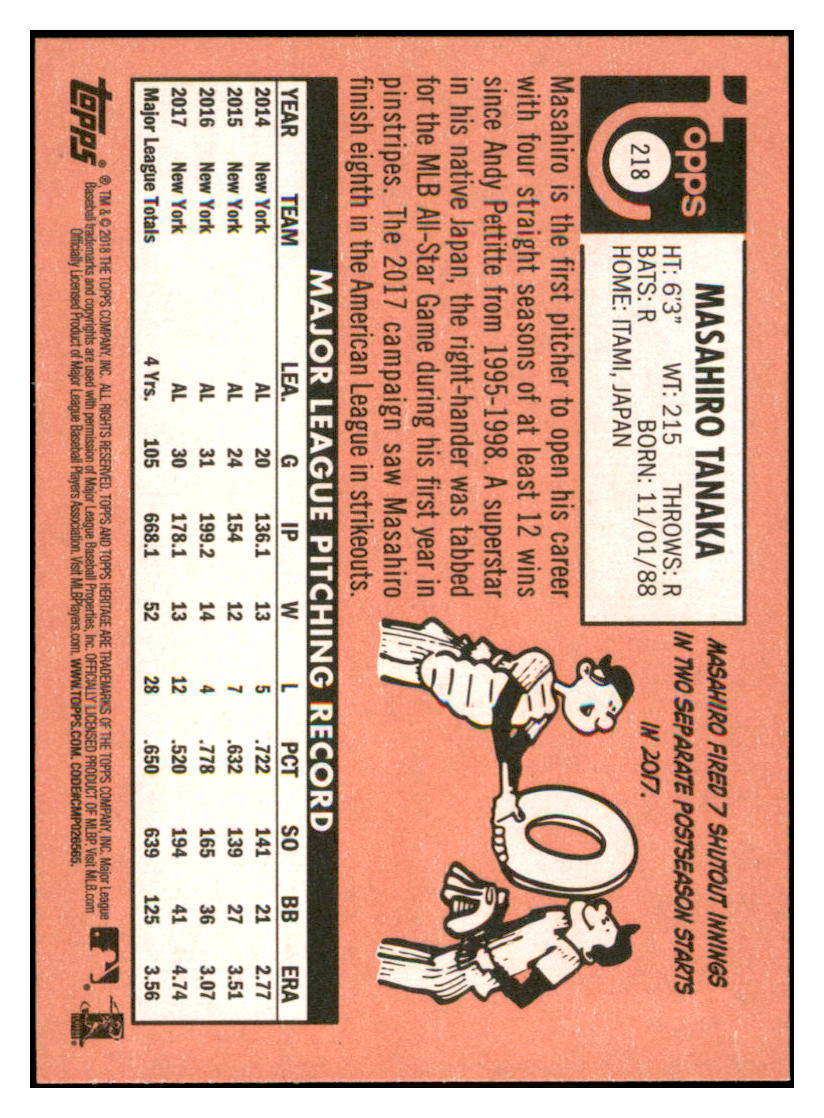 topps
218
MASAHIRO TANAKA
HT: 6'3" WT: 215 THROWS: R
BATS: R BORN: 11/01/88
HOME: ITAMI, JAPAN
Masahiro is the first pitcher to open his career
with four straight seasons of at least 12 wins
since Andy Pettitte from 1995-1998. A superstar
in his native Japan, the right-hander was tabbed
for the MLB All-Star Game during his first year in
pinstripes. The 2017 campaign saw Masahiro
finish eighth in the American League in strikeouts.
MASAHIRO FIRED 7 SHUTOUT INNINGS
IN TWO SEPARATE POSTSEASON STARTS
IN 2017.
0
MAJOR LEAGUE PITCHING RECORD
YEAR TEAM LEA. G IP W L PCT SO BB ERA
2014 New York AL 20 136.1 13 5 .722 141 21 2.77
2015 New York AL 24 154 12 7 .632 139 27 3.51
2016 New York AL 31 199.2 14 4 .778 165 36 3.07
2017 New York AL 30 178.1 13 12 .520 194 41 4.74
Major League Totals 4 Yrs. 105 668.1 52 28 .650 639 125 3.56
topps®
®, TM & © 2018 THE TOPPS COMPANY, INC. ALL RIGHTS RESERVED. TOPPS AND TOPPS HERITAGE ARE TRADEMARKS OF THE TOPPS COMPANY, INC. Major League
Baseball trademarks and copyrights are used with permission of Major League Baseball Properties, Inc. OFFICIALLY LICENSED PRODUCT OF MLBP. Visit MLB.com
Officially Licensed Product of Major League Baseball Players Association. Visit MLBPlayers.com. WWW.TOPPS.COM. CODE#CMP026565.